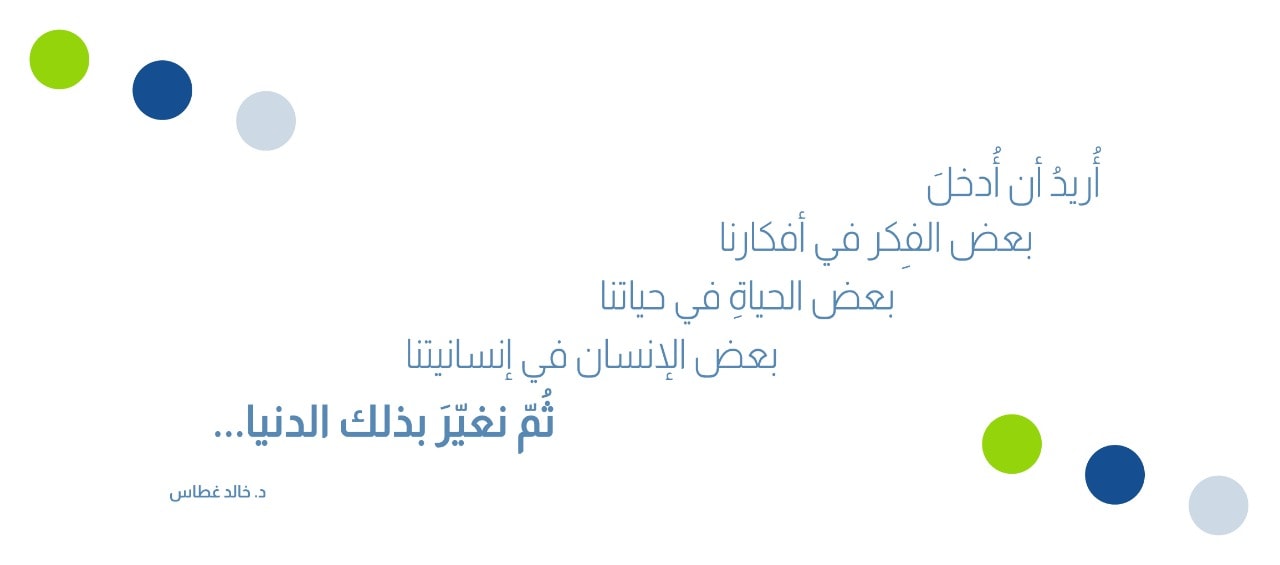 أُريدُ أن أُدخلَ
بعض الفِكر في أفكارنا
بعض الحياةِ في حياتنا
بعض الإنسان في إنسانيتنا
ثُمّ نغيّرَ بذلك الدنيا...
د. خالد غطاس